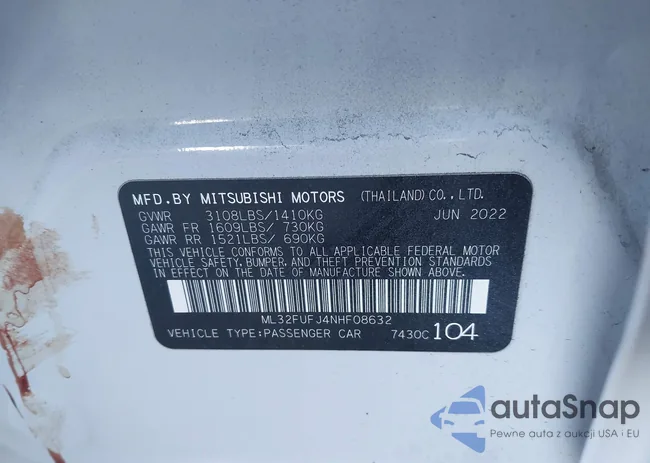 MFD.BY MITSUBISHI MOTORS (THAILAND) CO., LTD.
GVWR 3108LBS/1410KG JUN 2022
GAWR FR 1609LBS/ 730KG
GAWR RR 1521LBS/ 690KG
THIS VEHICLE CONFORMS TO ALL APPLICABLE FEDERAL MOTOR
VEHICLE SAFETY,BUMPER,AND THEFT PREVENTION STANDARDS
IN EFFECT ON THE DATE OF MANUFACTURE SHOWN ABOVE.
ML32FUFJ4NHF08632
VEHICLE TYPE:PASSENGER CAR 7430C 104
autaSnap
Pewne auta z aukcji USA i EU